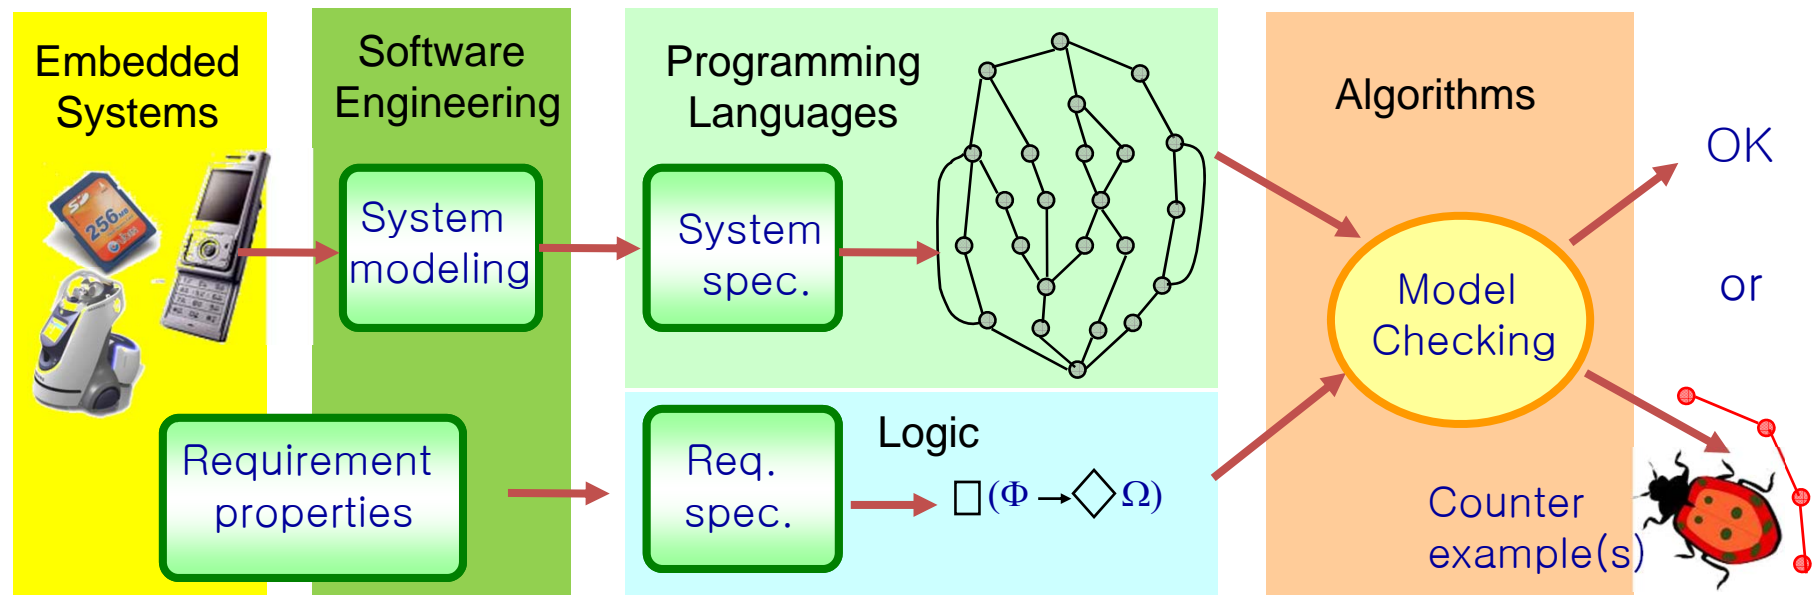 Embedded
Systems
Software
Engineering
Programming
Languages
Algorithms
256MB
System
modeling
System
spec.
Model
Checking
OK
or
Requirement
properties
Req.
spec.
Logic
□(Φ→◇Ω)
Counter
example(s)